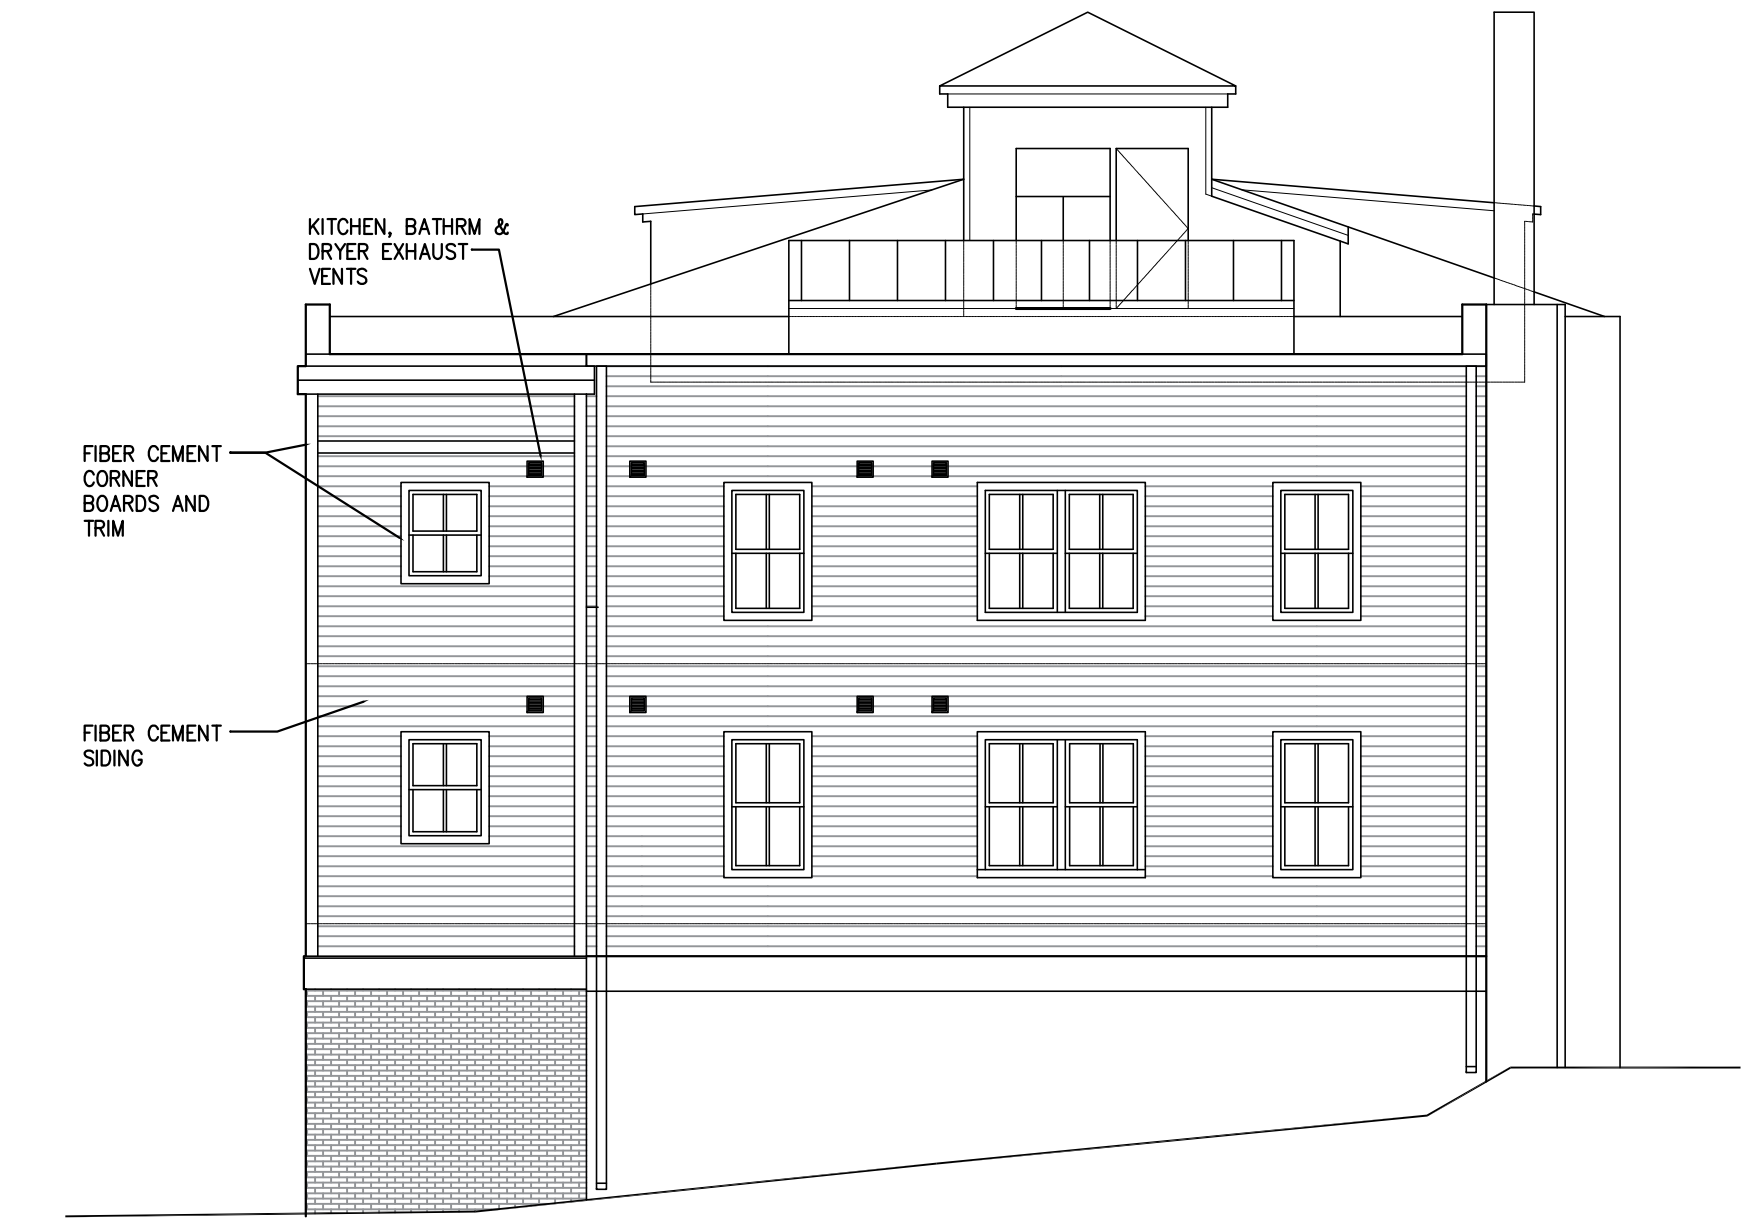 KITCHEN, BATHRM &
DRYER EXHAUST
VENTS
FIBER CEMENT
CORNER
BOARDS AND
TRIM
FIBER CEMENT
SIDING